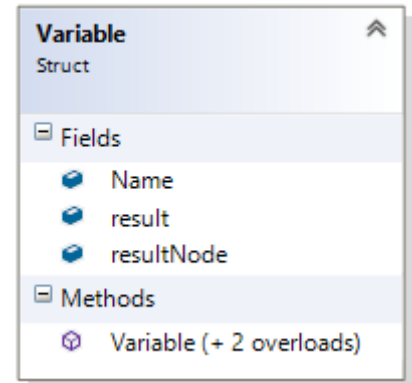 Variable
Struct
Fields
Name
result
resultNode
Methods
Variable (+ 2 overloads)